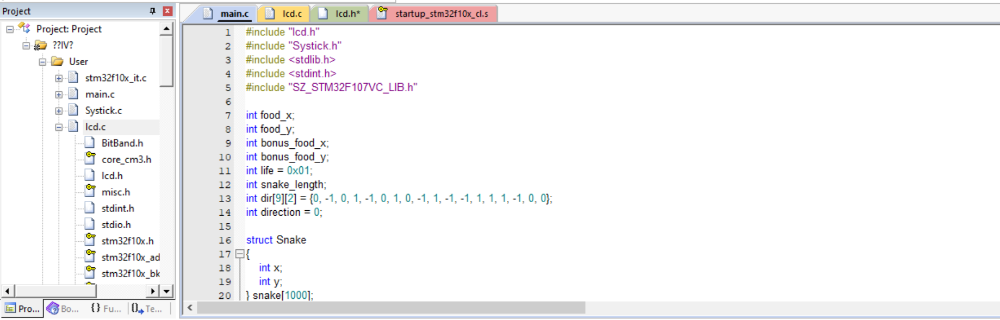 Project
Project: Project
??IV?
User
stm32f10x_it.c
main.c
Systick.c
lcd.c
BitBand.h
core_cm3.h
lcd.h
misc.h
stdint.h
stdio.h
stm32f10x.h
stm32f10x_ad
stm32f10x_bk
Pro... Bo... {} Fu... Te...
main.c lcd.c lcd.h* startup_stm32f10x_cl.s
1 #include "lcd.h"
2 #include "Systick.h"
3 #include <stdlib.h>
4 #include <stdint.h>
5 #include "SZ_STM32F107VC_LIB.h"
6
7 int food_x;
8 int food_y;
9 int bonus_food_x;
10 int bonus_food_y;
11 int life = 0x01;
12 int snake_length;
13 int dir[9][2] = {0, -1, 0, 1, -1, 0, 1, 0, -1, 1, -1, -1, 1, 1, 1, -1, 0, 0};
14 int direction = 0;
15
16 struct Snake
17 {
18 int x;
19 int y;
20 } snake[1000];